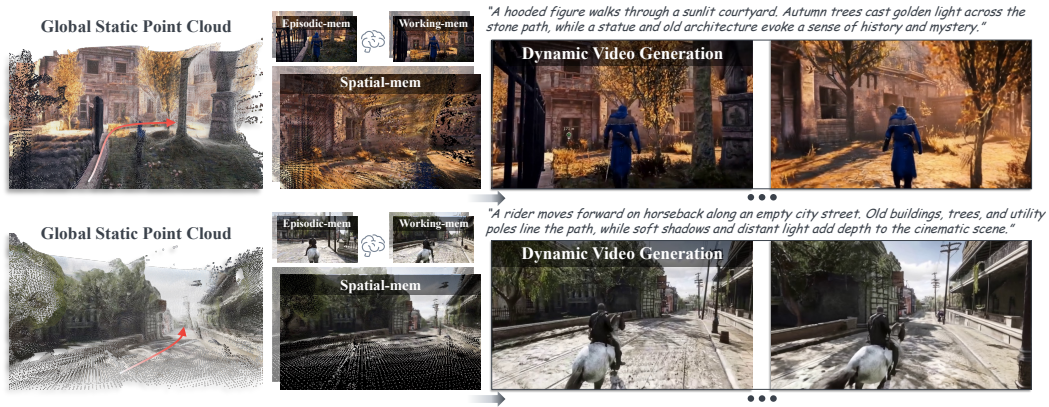 Global Static Point Cloud
Episodic-mem
Working-mem
Spatial-mem
"A hooded figure walks through a sunlit courtyard. Autumn trees cast golden light across the
stone path, while a statue and old architecture evoke a sense of history and mystery."
Dynamic Video Generation
Global Static Point Cloud
Episodic-mem
Working-mem
Spatial-mem
"A rider moves forward on horseback along an empty city street. Old buildings, trees, and utility
poles line the path, while soft shadows and distant light add depth to the cinematic scene."
Dynamic Video Generation